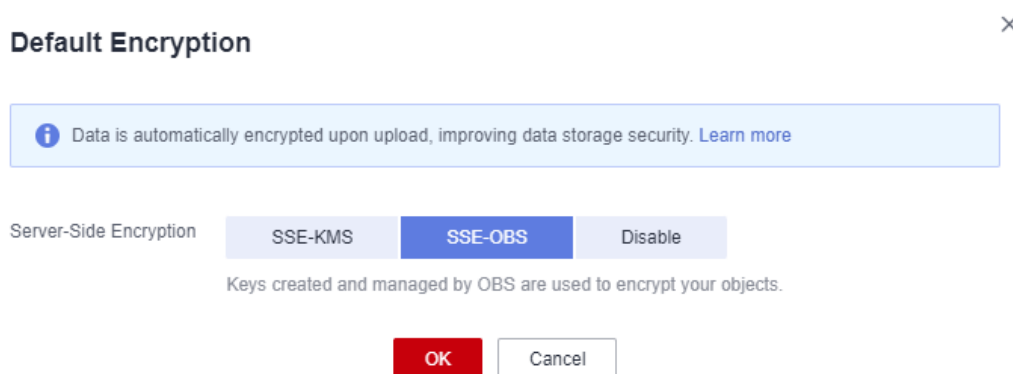 Default Encryption
Data is automatically encrypted upon upload, improving data storage security. Learn more
Server-Side Encryption SSE-KMS SSE-OBS Disable
Keys created and managed by OBS are used to encrypt your objects.
OK Cancel